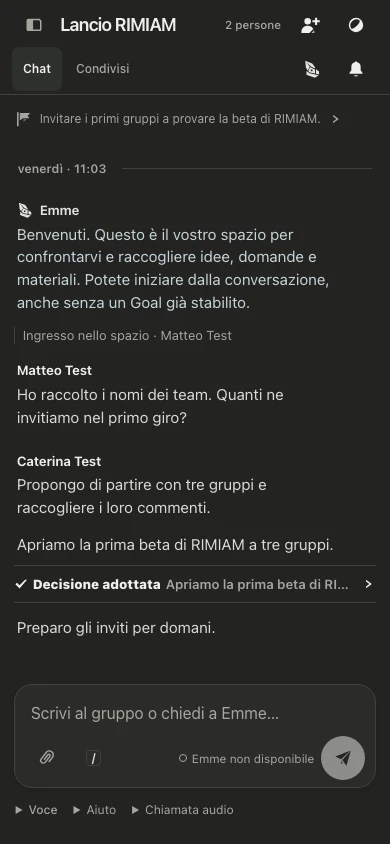 Lancio RIMIAM
2 persone
Chat
Condivisi
Invitare i primi gruppi a provare la beta di RIMIAM.
venerdì · 11:03
Emme
Benvenuti. Questo è il vostro spazio per
confrontarvi e raccogliere idee, domande e
materiali. Potete iniziare dalla conversazione,
anche senza un Goal già stabilito.
Ingresso nello spazio · Matteo Test
Matteo Test
Ho raccolto i nomi dei team. Quanti ne
invitiamo nel primo giro?
Caterina Test
Propongo di partire con tre gruppi e
raccogliere i loro commenti.
Apriamo la prima beta di RIMIAM a tre gruppi.
Decisione adottata Apriamo la prima beta di RI...
Preparo gli inviti per domani.
Scrivi al gruppo o chiedi a Emme...
/
Emme non disponibile
Voce
Aiuto
Chiamata audio